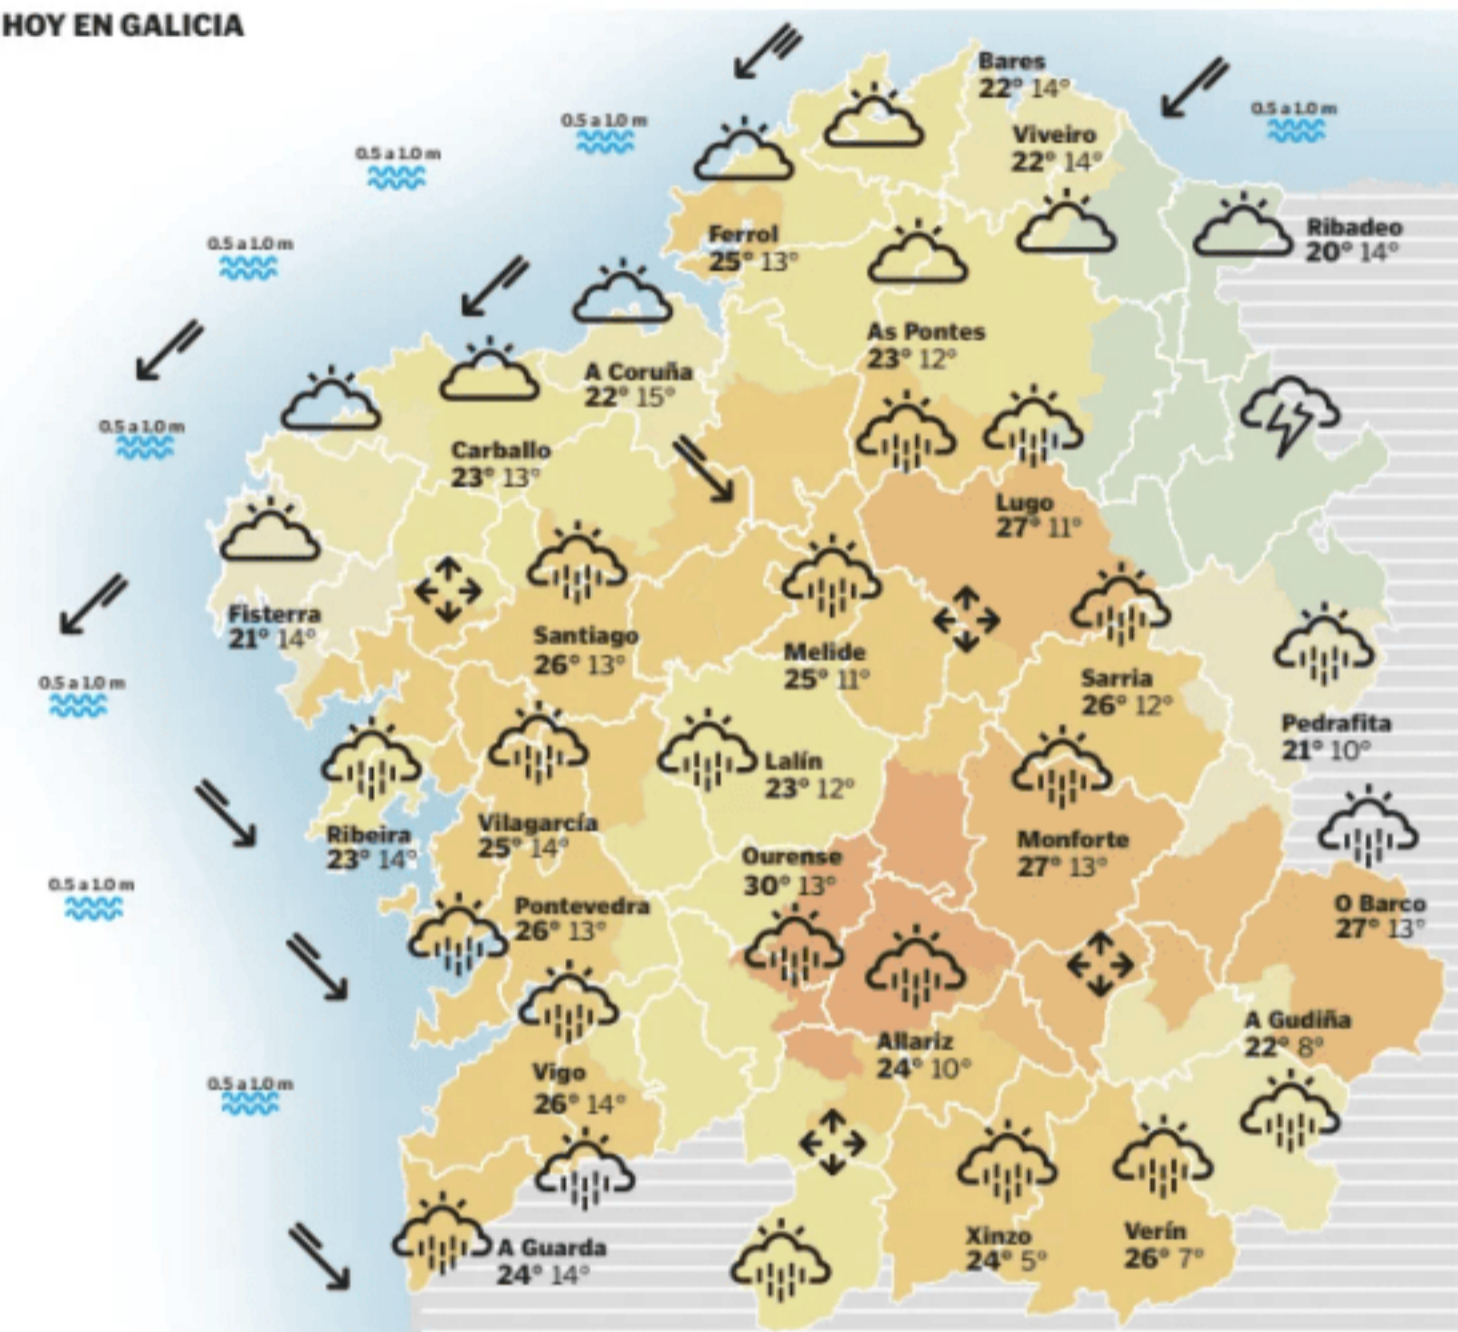 HOY EN GALICIA
Bares
22° 14°
0.5 a 1.0 m
0.5 a 1.0 m
Viveiro
22° 14°
0.5 a 1.0 m
Ferrol
25° 13°
Ribadeo
20° 14°
0.5 a 1.0 m
As Pontes
23° 12°
A Coruña
22° 15°
0.5 a 1.0 m
Carballo
23° 13°
Lugo
27° 11°
Fisterra
21° 14°
Santiago
26° 13°
Melide
25° 11°
Sarria
26° 12°
0.5 a 1.0 m
Pedrafita
21° 10°
Lalín
23° 12°
Ribeira
23° 14°
Vilagarcía
25° 14°
Monforte
27° 13°
Ourense
30° 13°
0.5 a 1.0 m
Pontevedra
26° 13°
O Barco
27° 13°
A Gudiña
22° 8°
Allariz
24° 10°
Vigo
26° 14°
0.5 a 1.0 m
Xinzo
24° 5°
Verín
26° 7°
A Guarda
24° 14°